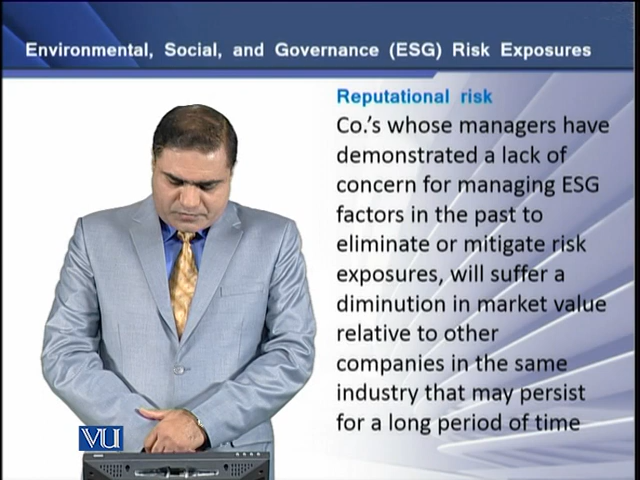 Environmental, Social, and Governance (ESG) Risk Exposures
Reputational risk
Co.'s whose managers have
demonstrated a lack of
concern for managing ESG
factors in the past to
eliminate or mitigate risk
exposures, will suffer a
diminution in market value
relative to other
companies in the same
industry that may persist
for a long period of time
VU